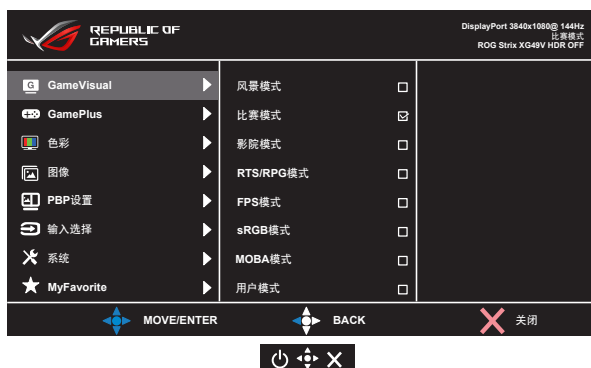 REPUBLIC OF
GAMERS
DisplayPort 3840x1080@ 144Hz
比赛模式
ROG Strix XG49V HDR OFF
G GameVisual
GamePlus
色彩
图像
PBP设置
输入选择
系统
MyFavorite
风景模式
比赛模式
影院模式
RTS/RPG模式
FPS模式
sRGB模式
MOBA模式
用户模式
MOVE/ENTER
BACK
关闭